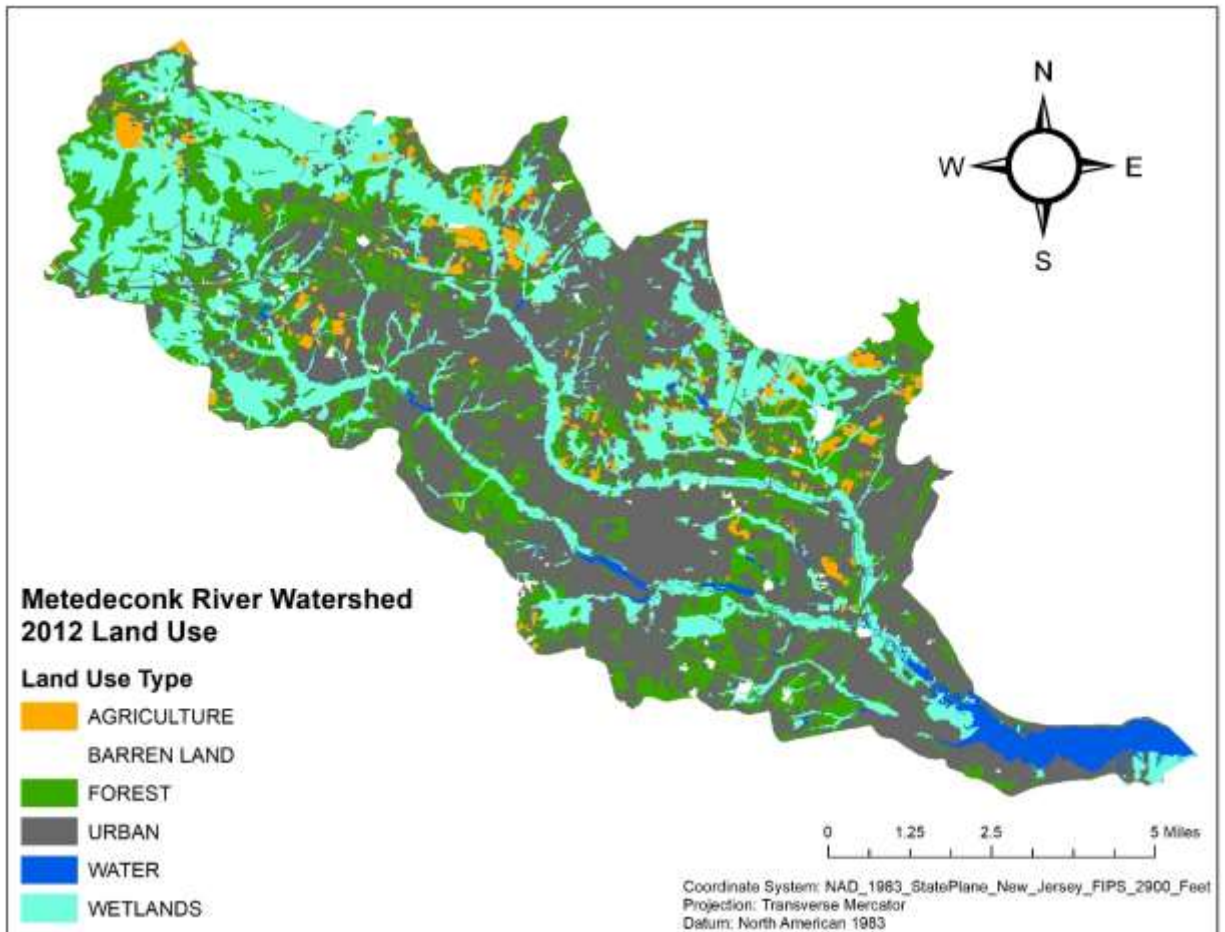 N
W
E
S
Metedeconk River Watershed
2012 Land Use
Land Use Type
AGRICULTURE
BARREN LAND
FOREST
URBAN
WATER
WETLANDS
0 1.25 2.5 5 Miles
Coordinate System: NAD_1983_StatePlane_New_Jersey_FIPS_2900_Feet
Projection: Transverse Mercator
Datum: North American 1983